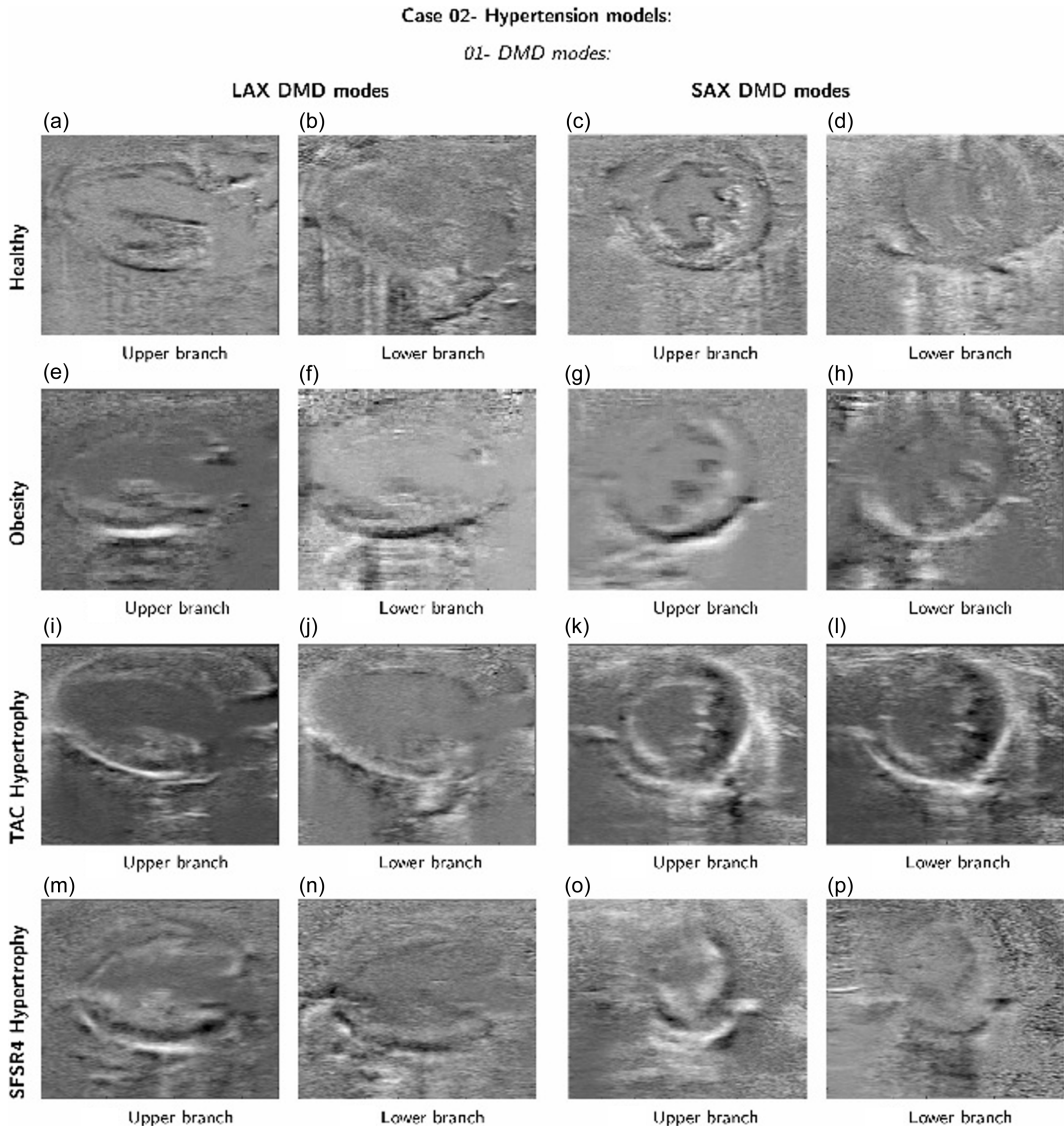 Case 02- Hypertension models:
01- DMD modes:
LAX DMD modes SAX DMD modes
(a) (b) (c) (d)
Healthy
Upper branch Lower branch Upper branch Lower branch
(e) (f) (g) (h)
Obesity
Upper branch Lower branch Upper branch Lower branch
(i) (j) (k) (l)
TAC Hypertrophy
Upper branch Lower branch Upper branch Lower branch
(m) (n) (o) (p)
SFSR4 Hypertrophy
Upper branch Lower branch Upper branch Lower branch